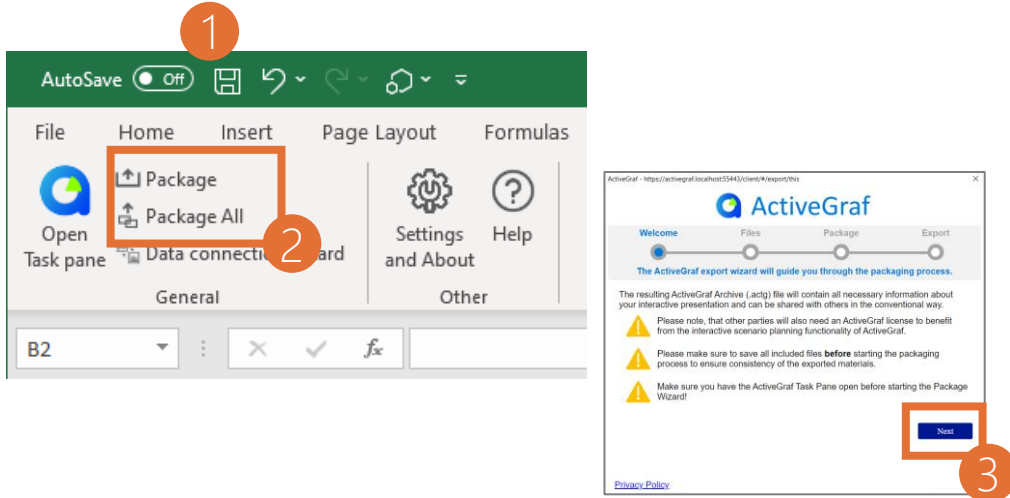 1
AutoSave Off
File Home Insert Page Layout Formulas
Package
Package All
2
Open
Task pane
Data connecti ard
Settings
and About
Help
General
Other
B2
fx
ActiveGraf - https://activegraf.localhost:55443/client/#/export/this
ActiveGraf
Welcome Files Package Export
The ActiveGraf export wizard will guide you through the packaging process.
The resulting ActiveGraf Archive (.actg) file will contain all necessary information about
your interactive presentation and can be shared with others in the conventional way.
Please note, that other parties will also need an ActiveGraf license to benefit
from the interactive scenario planning functionality of ActiveGraf.
Please make sure to save all included files before starting the packaging
process to ensure consistency of the exported materials.
Make sure you have the ActiveGraf Task Pane open before starting the Package
Wizard!
Next
3
Privacy Policy